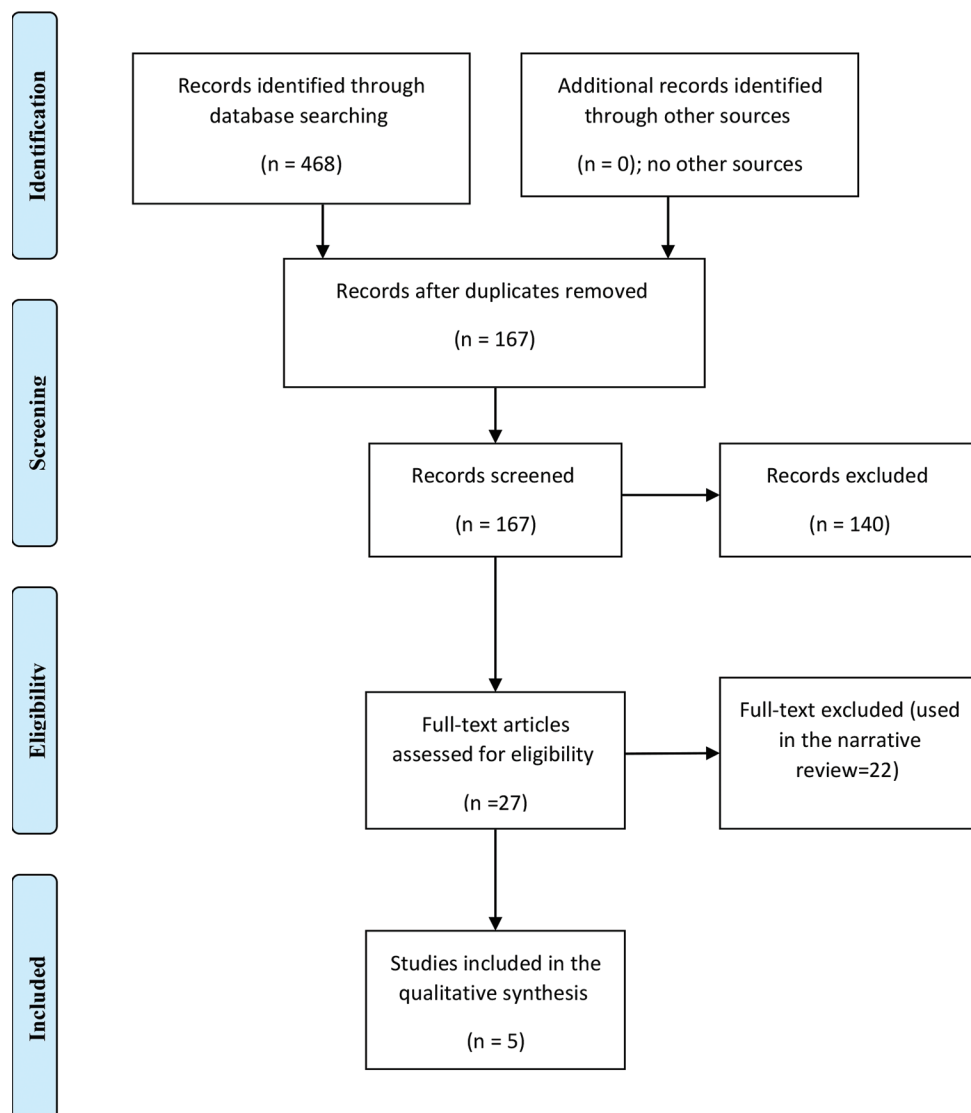 Identification
Records identified through
database searching
(n = 468)
Additional records identified
through other sources
(n = 0); no other sources
Records after duplicates removed
(n = 167)
Screening
Records screened
(n = 167)
Records excluded
(n = 140)
Eligibility
Full-text articles
assessed for eligibility
(n =27)
Full-text excluded (used
in the narrative
review=22)
Included
Studies included in the
qualitative synthesis
(n = 5)